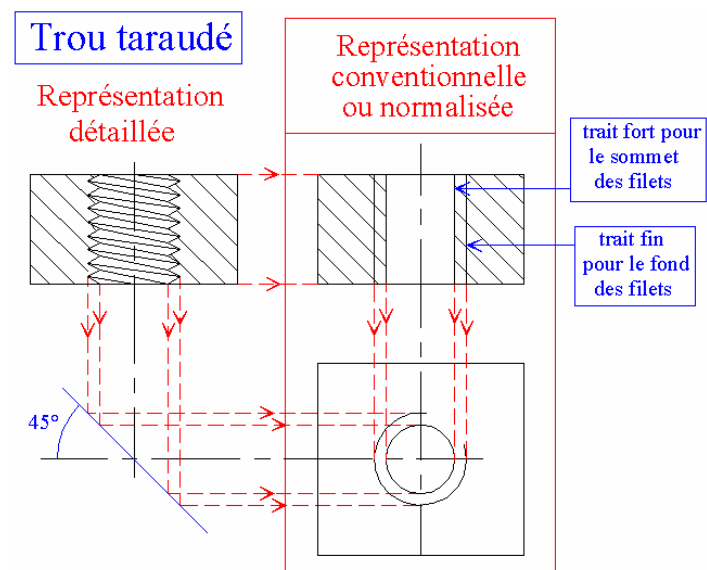 Trou taraudé
Représentation
détaillée
Représentation
conventionnelle
ou normalisée
trait fort pour
le sommet
des filets
trait fin
pour le fond
des filets
45°